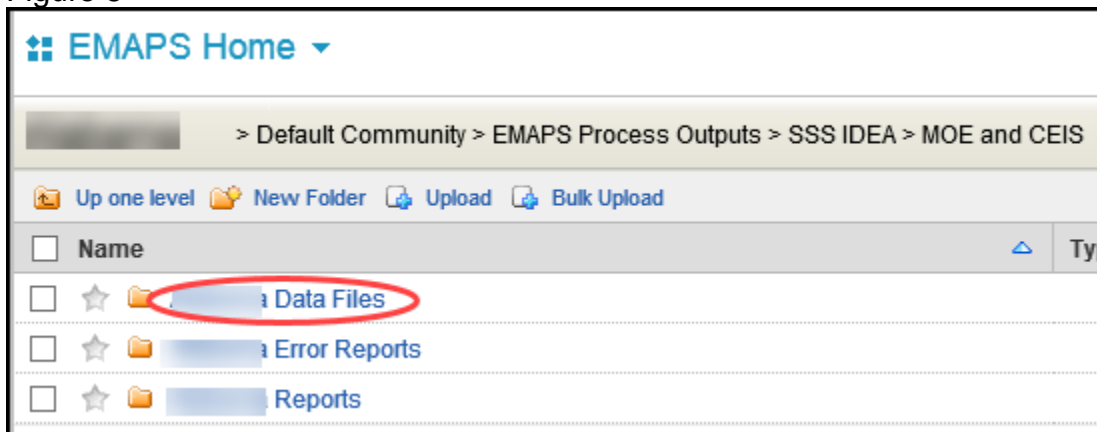 EMAPS Home
> Default Community > EMAPS Process Outputs > SSS IDEA > MOE and CEIS
Up one level New Folder Upload Bulk Upload
Name
Data Files
Error Reports
Reports